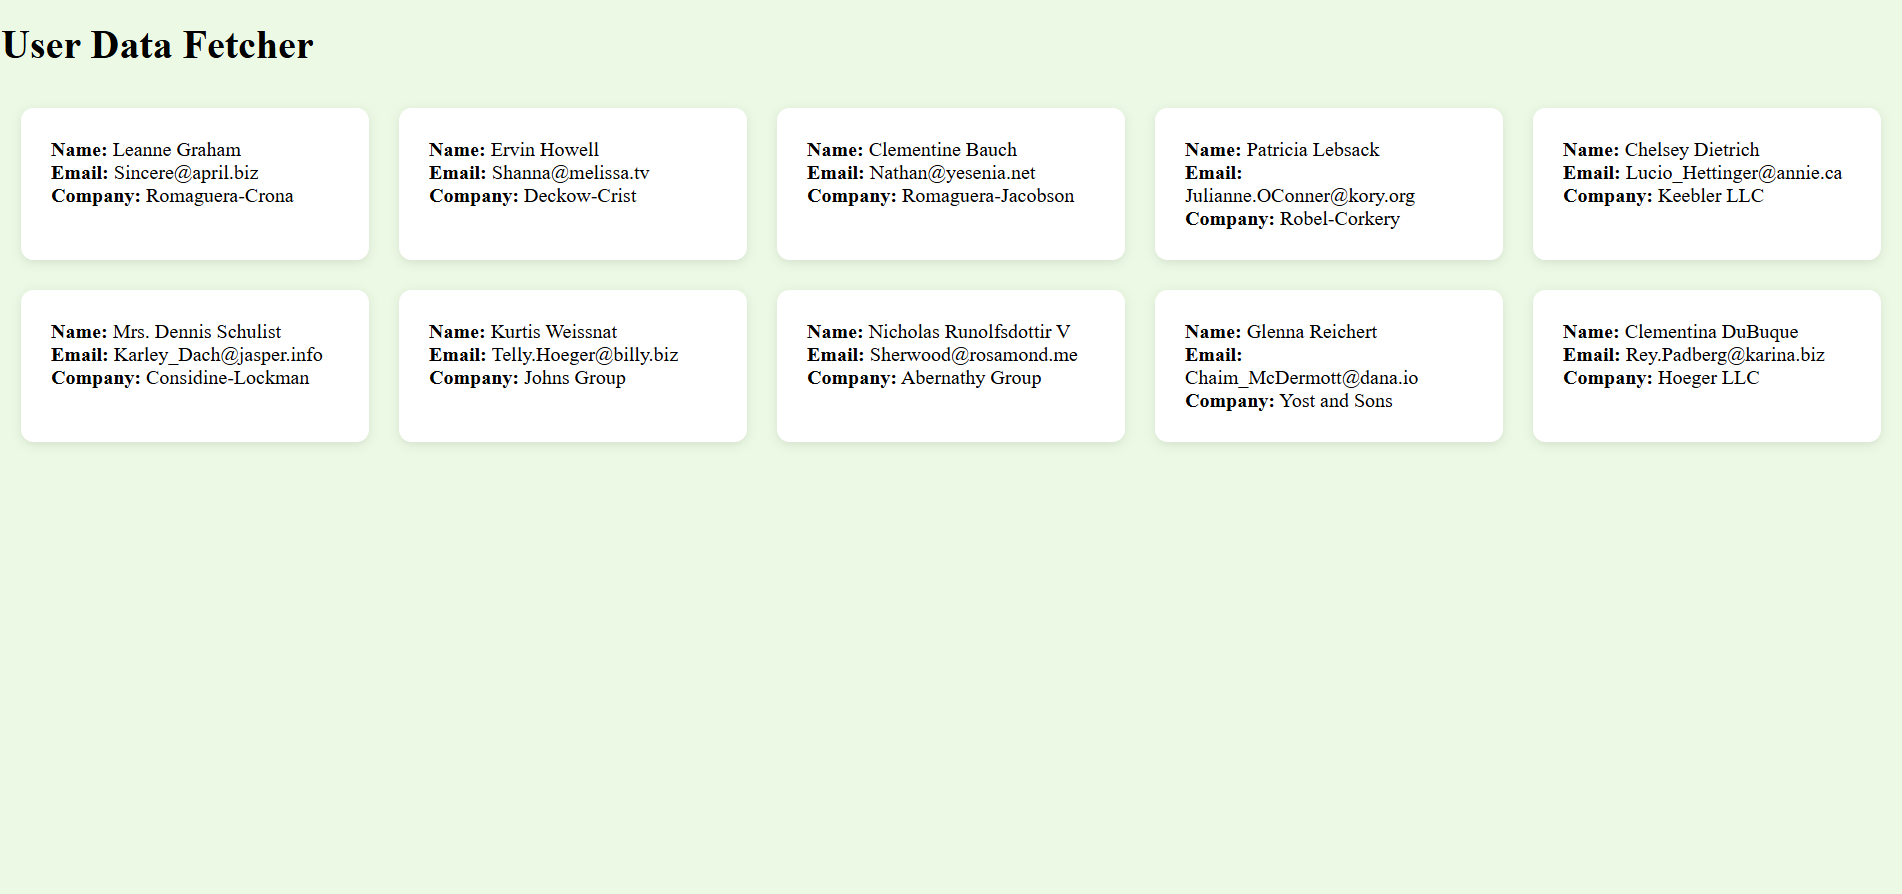 User Data Fetcher
Name: Leanne Graham
Email: Sincere@april.biz
Company: Romaguera-Crona
Name: Ervin Howell
Email: Shanna@melissa.tv
Company: Deckow-Crist
Name: Clementine Bauch
Email: Nathan@yesenia.net
Company: Romaguera-Jacobson
Name: Patricia Lebsack
Email:
Julianne.OConner@kory.org
Company: Robel-Corkery
Name: Chelsey Dietrich
Email: Lucio_Hettinger@annie.ca
Company: Keebler LLC
Name: Mrs. Dennis Schulist
Email: Karley_Dach@jasper.info
Company: Considine-Lockman
Name: Kurtis Weissnat
Email: Telly.Hoeger@billy.biz
Company: Johns Group
Name: Nicholas Runolfsdottir V
Email: Sherwood@rosamond.me
Company: Abernathy Group
Name: Glenna Reichert
Email:
Chaim_McDermott@dana.io
Company: Yost and Sons
Name: Clementina DuBuque
Email: Rey.Padberg@karina.biz
Company: Hoeger LLC